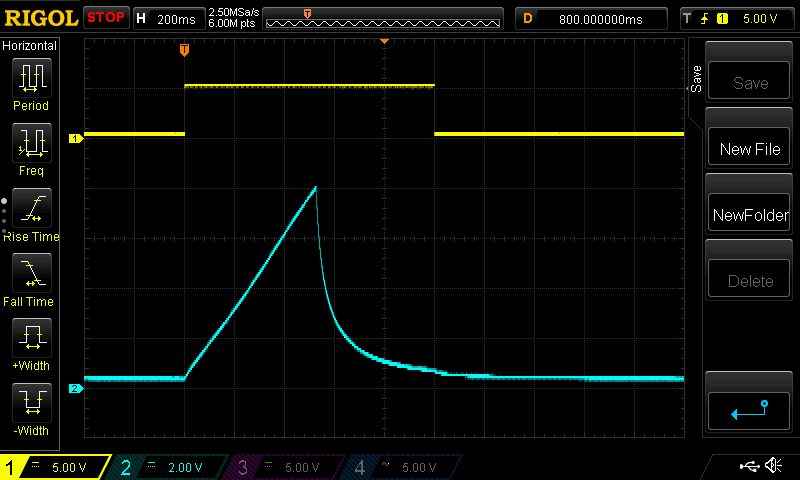 RIGOL STOP H 200ms 2.50MSa/s D 800.000000ms T 1 5.00 V
6.00M pts
T
Horizontal
Period
Freq
Rise Time
Fall Time
+Width
-Width
T
1
2
Save
Save
New File
NewFolder
Delete
1 5.00 V 2 2.00 V 3 5.00 V 4 5.00 V